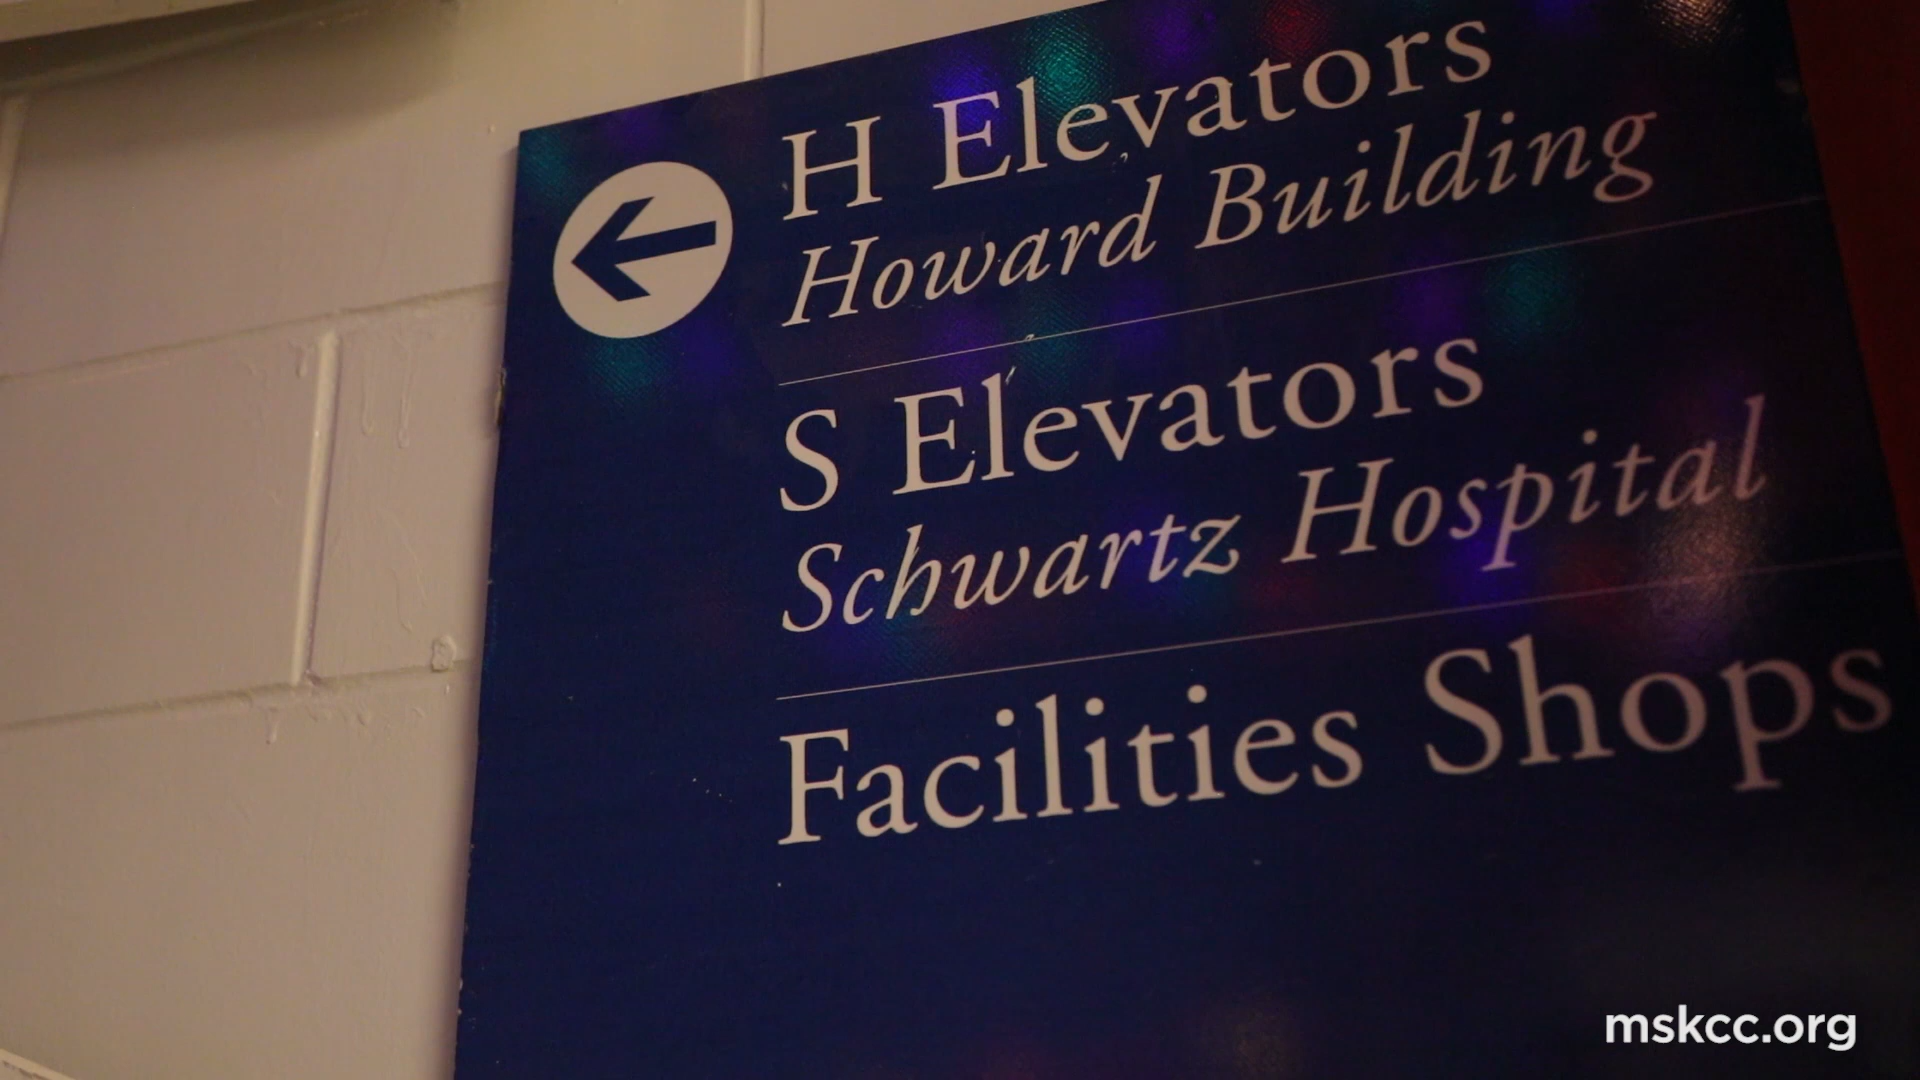 H Elevators
Howard Building
S Elevators
Schwartz Hospital
Facilities Shops
mskcc.org